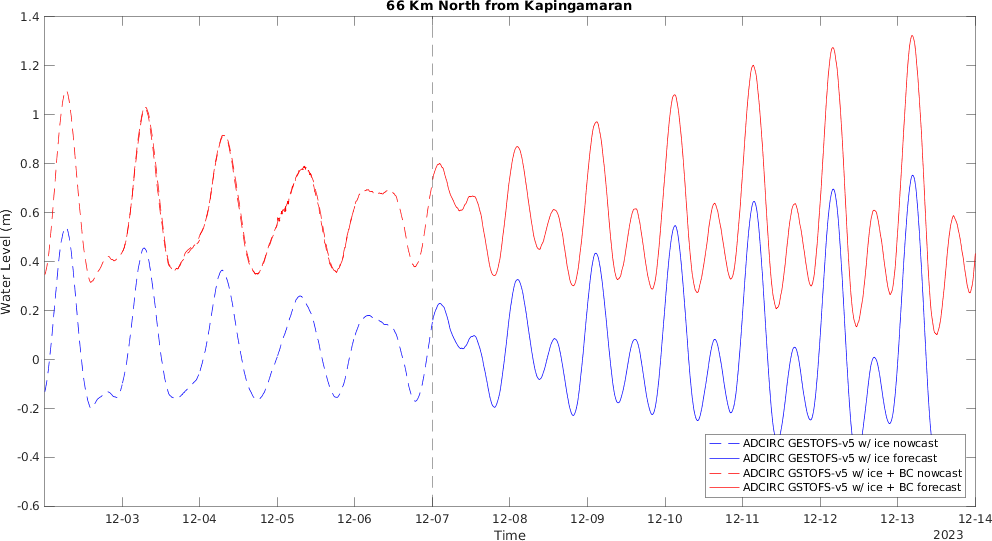 66 Km North from Kapingamaran
Water Level (m)
1.4
1.2
1
0.8
0.6
0.4
0.2
0
-0.2
-0.4
-0.6
ADCIRC GESTOFS-v5 w/ ice nowcast
ADCIRC GESTOFS-v5 w/ ice forecast
ADCIRC GSTOFS-v5 w/ ice + BC nowcast
ADCIRC GSTOFS-v5 w/ ice + BC forecast
12-03 12-04 12-05 12-06 12-07 12-08 12-09 12-10 12-11 12-12 12-13 12-14
Time
2023